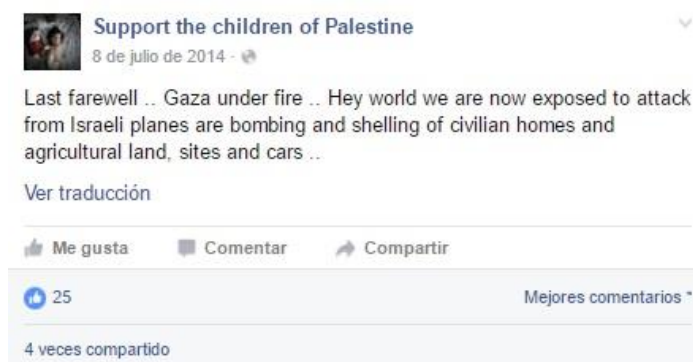 Support the children of Palestine
8 de julio de 2014 ·
Last farewell .. Gaza under fire .. Hey world we are now exposed to attack
from Israeli planes are bombing and shelling of civilian homes and
agricultural land, sites and cars ..
Ver traducción
Me gusta Comentar Compartir
25 Mejores comentarios
4 veces compartido